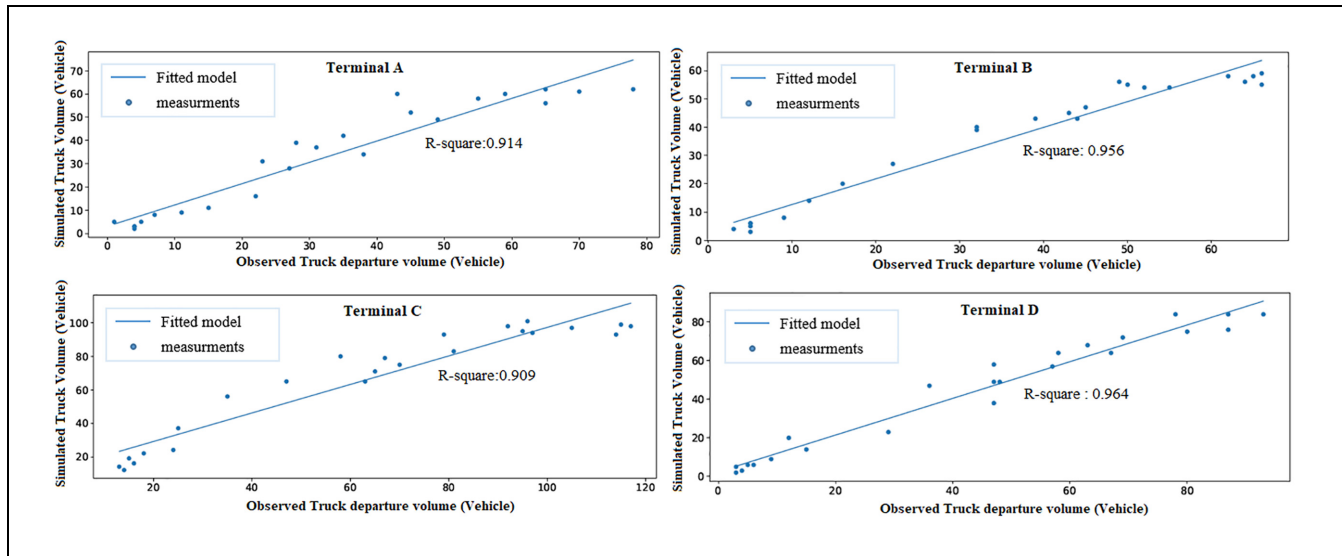 Terminal A
Fitted model
measurments
R-square:0.914
Simulated Truck Volume (Vehicle)
70
60
50
40
30
20
10
0
0 10 20 30 40 50 60 70 80
Observed Truck departure volume (Vehicle)
Terminal B
Fitted model
measurments
R-square: 0.956
Simulated Truck Volume (Vehicle)
60
50
40
30
20
10
0
0 10 20 30 40 50 60
Observed Truck departure volume (Vehicle)
Terminal C
Fitted model
measurments
R-square:0.909
Simulated Truck Volume (Vehicle)
100
80
60
40
20
20 40 60 80 100 120
Observed Truck departure volume (Vehicle)
Terminal D
Fitted model
measurments
R-square : 0.964
Simulated Truck Volume (Vehicle)
80
60
40
20
0
0 20 40 60 80
Observed Truck departure volume (Vehicle)